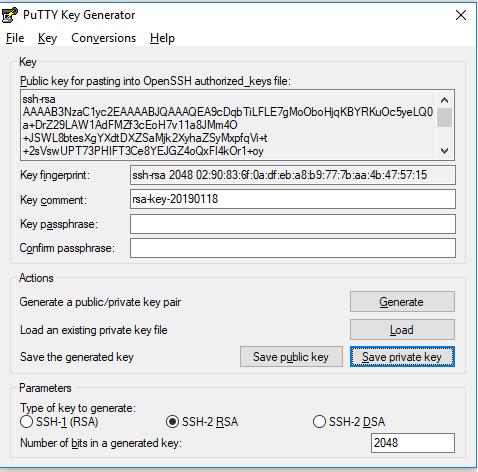 PuTTY Key Generator
File Key Conversions Help
Key
Public key for pasting into OpenSSH authorized_keys file:
ssh-rsa
AAAAB3NzaC1yc2EAAAABJQAAAQEA9cDqbTiLFLE7gMoOboHjqKBYRKuOc5yeLQ0
a+DrZ29LAW1AdFMZf3cEoH7v11a8JMm4O
+JSWL8btesXgYXdtDXZSaMjk2XyhaZSyMxpfqVi+t
+2sVswUPT73PHIFT3Ce8YEJGZ4oQxFI4kOr1+oy
Key fingerprint: ssh-rsa 2048 02:90:83:6f:0a:df:eb:a8:b9:77:7b:aa:4b:47:57:15
Key comment: rsa-key-20190118
Key passphrase:
Confirm passphrase:
Actions
Generate a public/private key pair Generate
Load an existing private key file Load
Save the generated key Save public key Save private key
Parameters
Type of key to generate:
SSH-1 (RSA) SSH-2 RSA SSH-2 DSA
Number of bits in a generated key: 2048